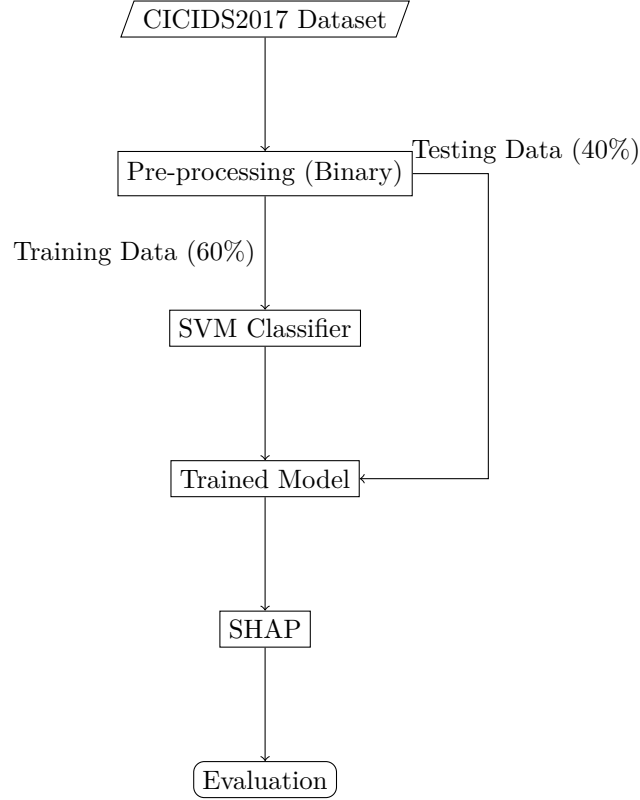 CICIDS2017 Dataset
Testing Data (40%)
Pre-processing (Binary)
Training Data (60%)
SVM Classifier
Trained Model
SHAP
Evaluation